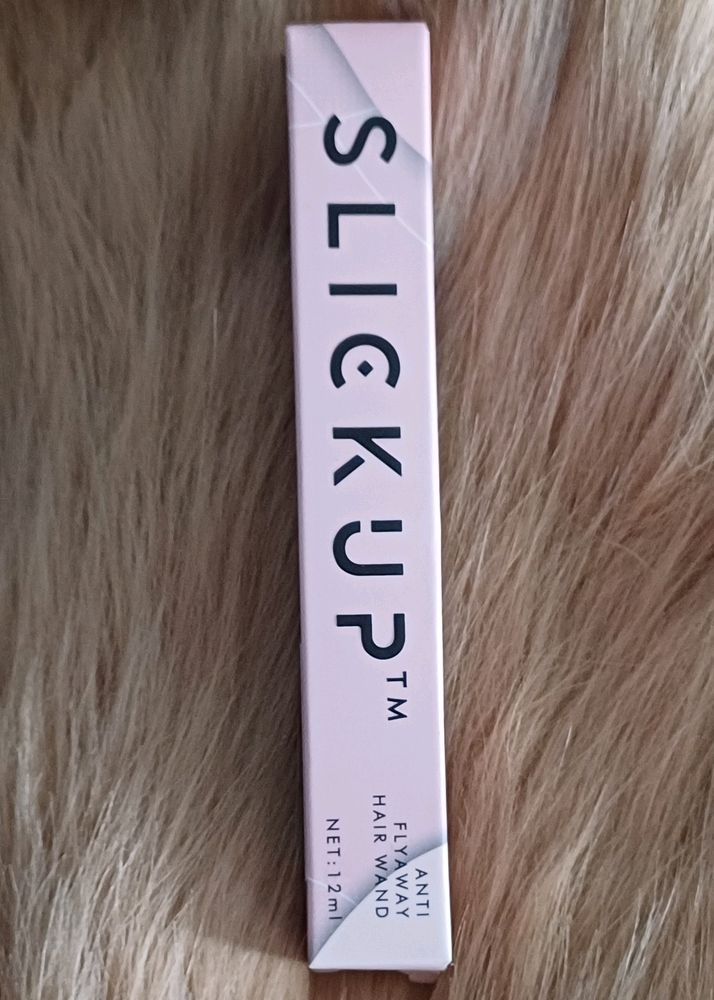 SLICKUP™
ANTI
FLYAWAY
HAIR WAND
NET:12ml